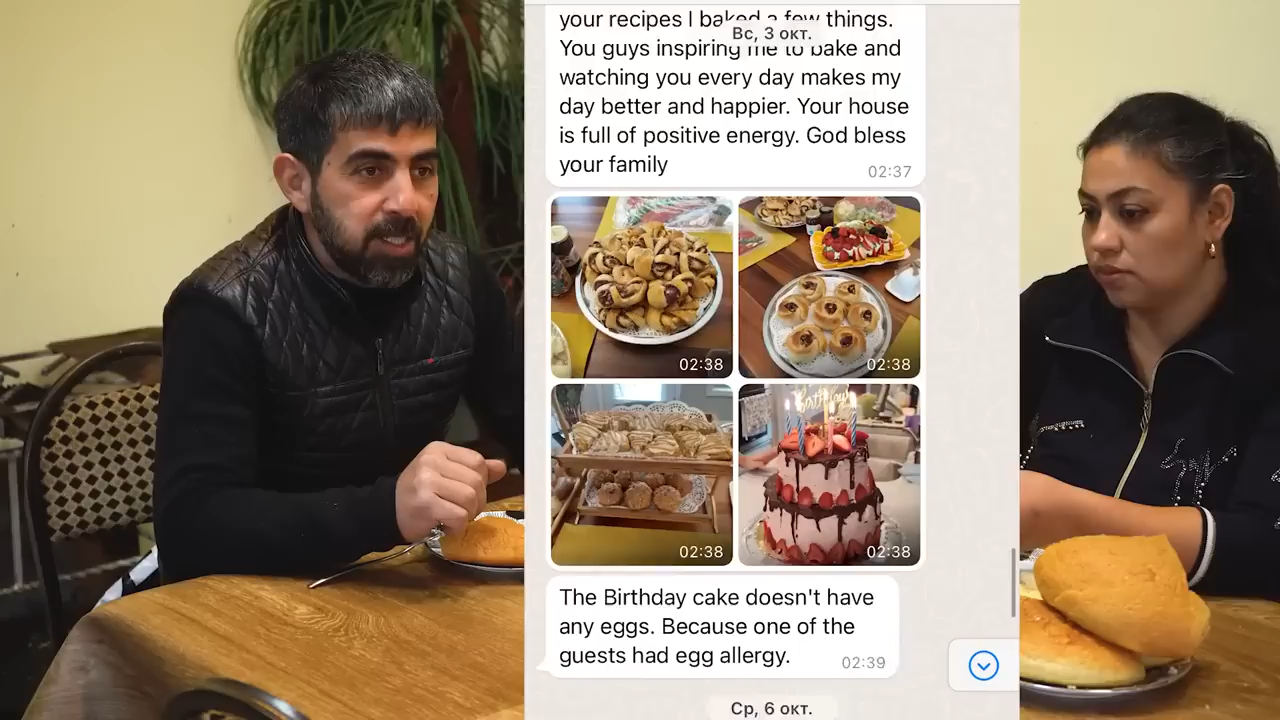 your recipes I baked a few things.
Вс, 3 окт.
You guys inspiring me to bake and
watching you every day makes my
day better and happier. Your house
is full of positive energy. God bless
your family
02:37
02:38
02:38
02:38
Birthday
02:38
The Birthday cake doesn't have
any eggs. Because one of the
guests had egg allergy.
02:39
Ср, 6 окт.